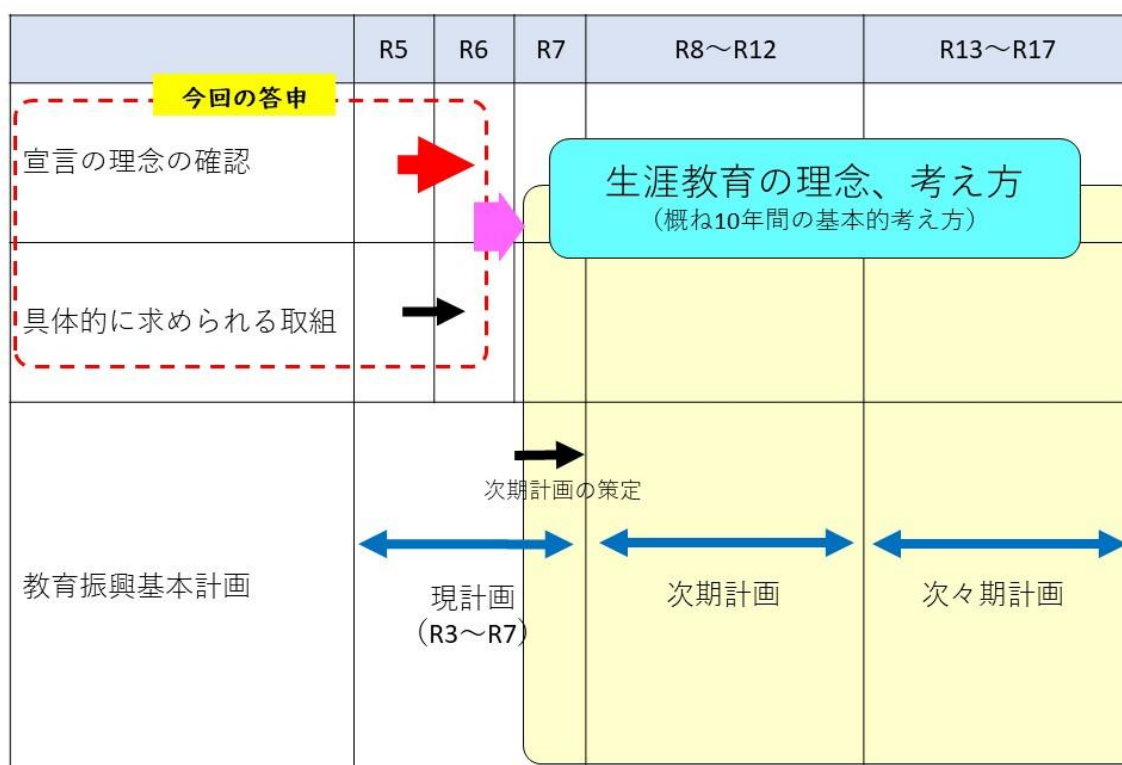 R5
R6
R7
R8～R12
R13～R17
今回の答申
宣言の理念の確認
生涯教育の理念、考え方
（概ね10年間の基本的考え方）
具体的に求められる取組
次期計画の策定
教育振興基本計画
現計画
（R3～R7）
次期計画
次々期計画